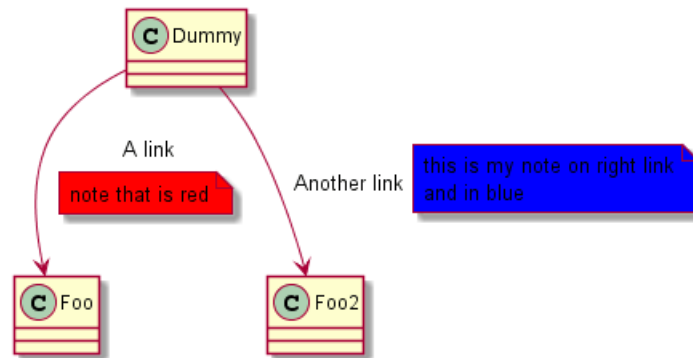 C Dummy
A link
note that is red
Another link
this is my note on right link
and in blue
C Foo
C Foo2